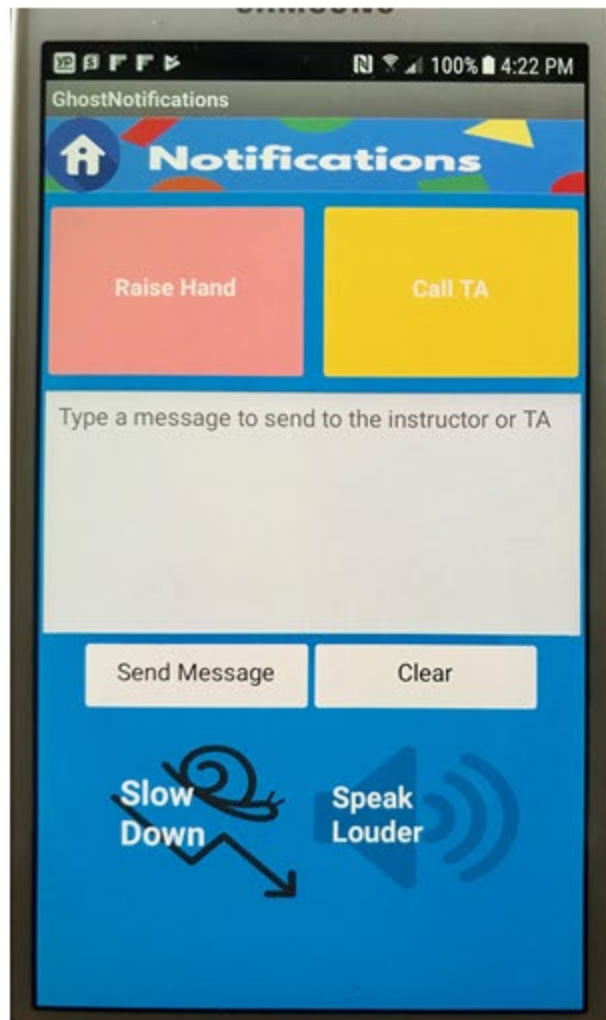 SAMSUNG
100% 4:22 PM
GhostNotifications
Notifications
Raise Hand
Call TA
Type a message to send to the instructor or TA
Send Message
Clear
Slow
Down
Speak
Louder